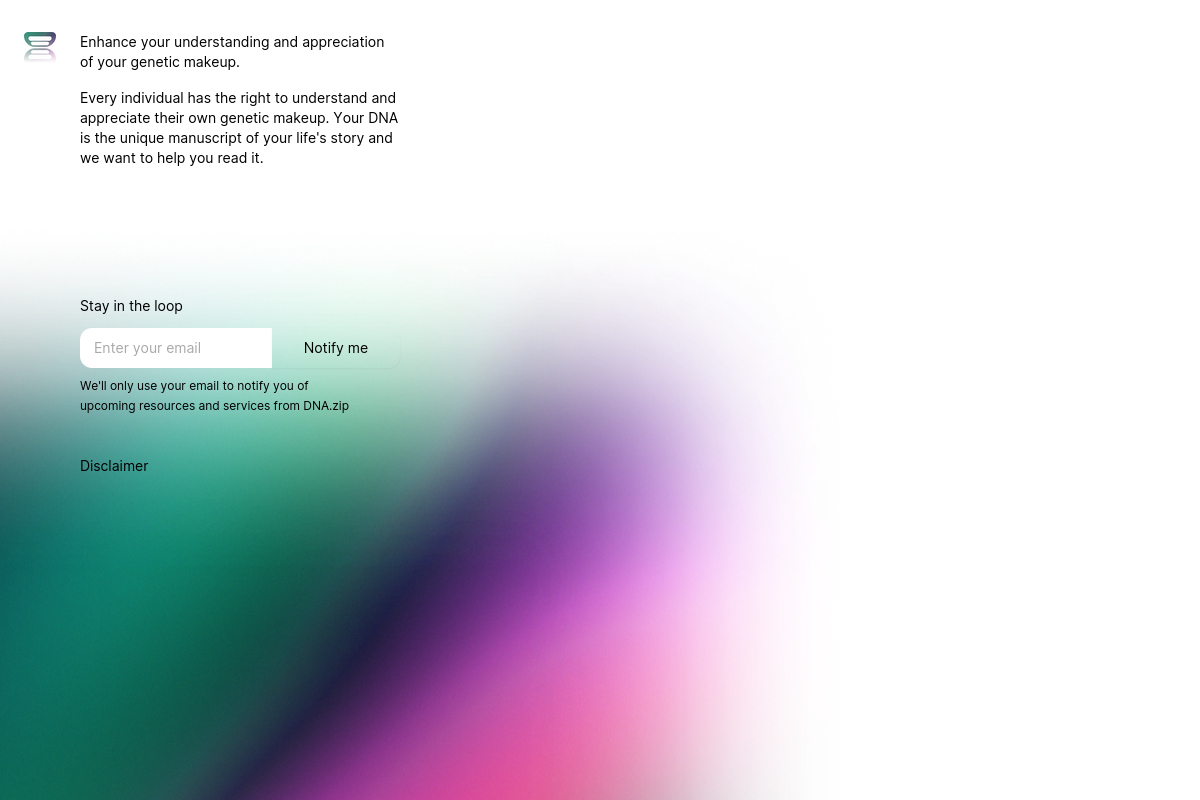 Enhance your understanding and appreciation
of your genetic makeup.
Every individual has the right to understand and
appreciate their own genetic makeup. Your DNA
is the unique manuscript of your life's story and
we want to help you read it.
Stay in the loop
Enter your email
Notify me
We'll only use your email to notify you of
upcoming resources and services from DNA.zip
Disclaimer